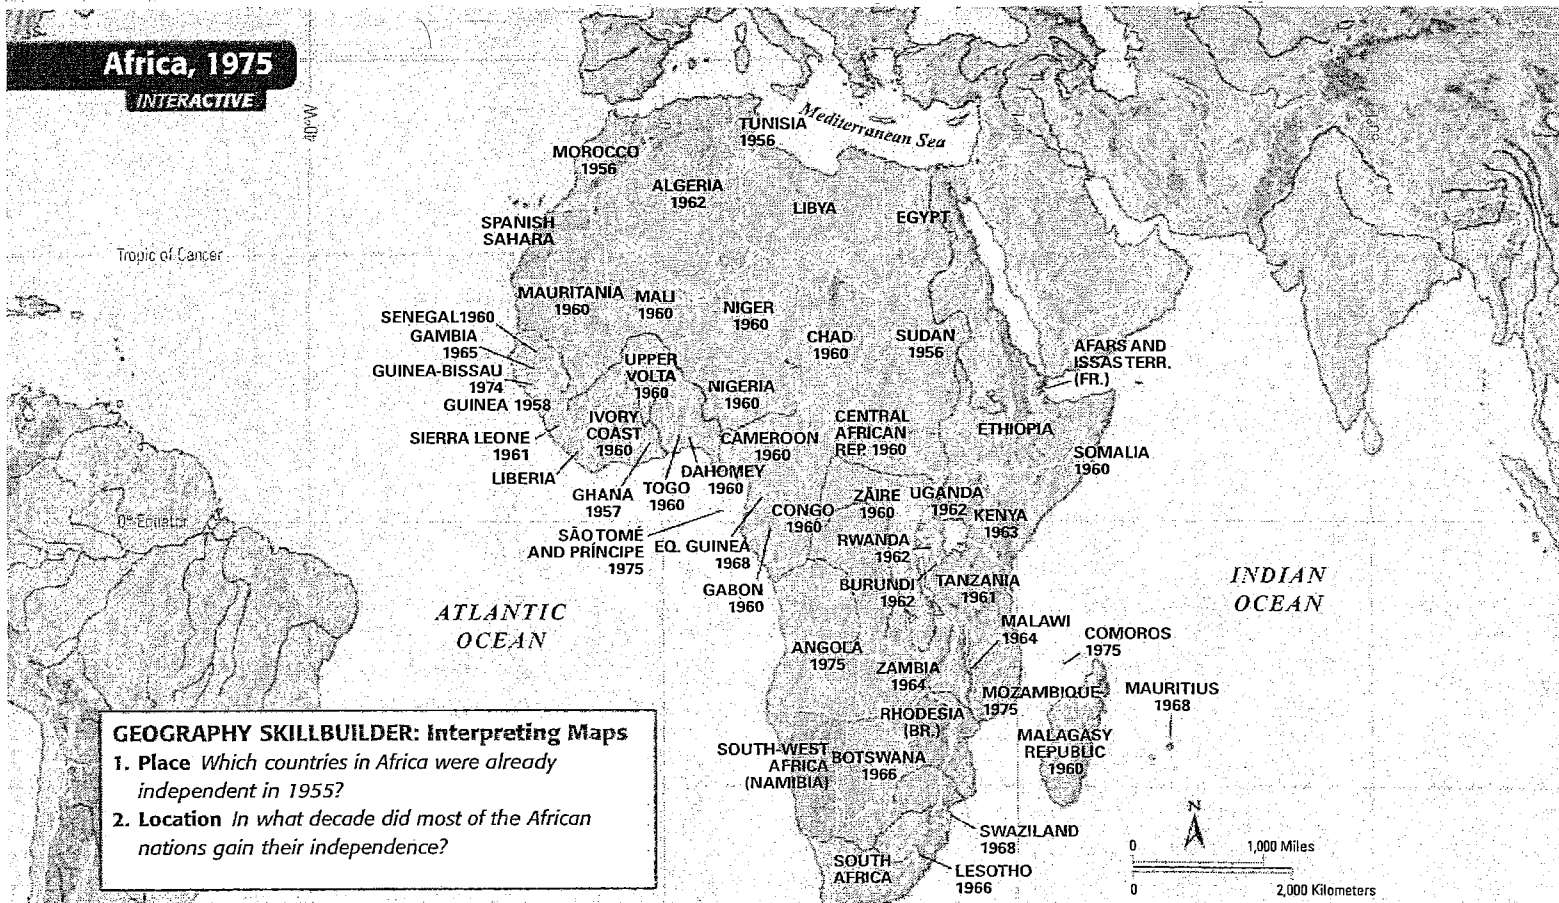 Africa, 1975
INTERACTIVE
40°W
TUNISIA
1956
Mediterranean Sea
MOROCCO
1956
ALGERIA
1962
LIBYA
EGYPT
SPANISH
SAHARA
Tropic of Cancer
MAURITANIA
1960
MALI
1960
NIGER
1960
SENEGAL 1960
GAMBIA
1965
GUINEA-BISSAU
1974
GUINEA 1958
CHAD
1960
SUDAN
1956
AFARS AND
ISSAS TERR.
(FR.)
UPPER
VOLTA
1960
NIGERIA
1960
IVORY
COAST
1960
CENTRAL
AFRICAN
REP. 1960
ETHIOPIA
SOMALIA
1960
SIERRA LEONE
1961
LIBERIA
CAMEROON
1960
GHANA
1957
TOGO
1960
DAHOMEY
1960
0° Equator
CONGO
1960
ZAIRE
1960
UGANDA
1962
KENYA
1963
SÃO TOMÉ
AND PRÍNCIPE
1975
EQ. GUINEA
1968
RWANDA
1962
GABON
1960
BURUNDI
1962
TANZANIA
1961
INDIAN
OCEAN
ATLANTIC
OCEAN
MALAWI
1964
COMOROS
1975
ANGOLA
1975
ZAMBIA
1964
MOZAMBIQUE
1975
MAURITIUS
1968
RHODESIA
(BR.)
MALAGASY
REPUBLIC
1960
SOUTH-WEST
AFRICA
(NAMIBIA)
BOTSWANA
1966
GEOGRAPHY SKILLBUILDER: Interpreting Maps
1. Place Which countries in Africa were already
independent in 1955?
2. Location In what decade did most of the African
nations gain their independence?
SWAZILAND
1968
SOUTH
AFRICA
LESOTHO
1966
N
0 1,000 Miles
0 2,000 Kilometers